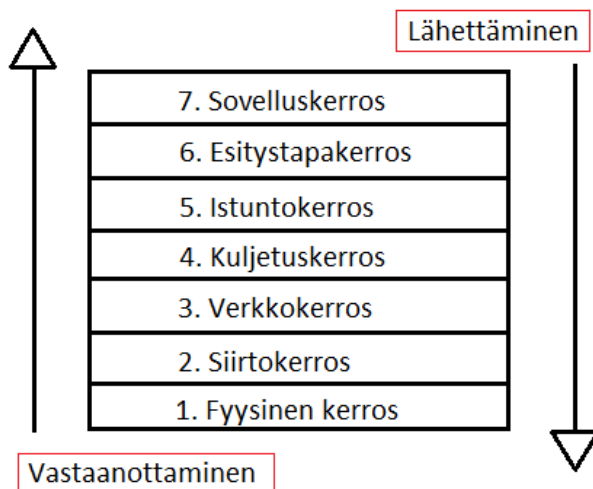 Lähettäminen
7. Sovelluskerros
6. Esitystapakerros
5. Istuntokerros
4. Kuljetuskerros
3. Verkkokerros
2. Siirtokerros
1. Fyysinen kerros
Vastaanottaminen